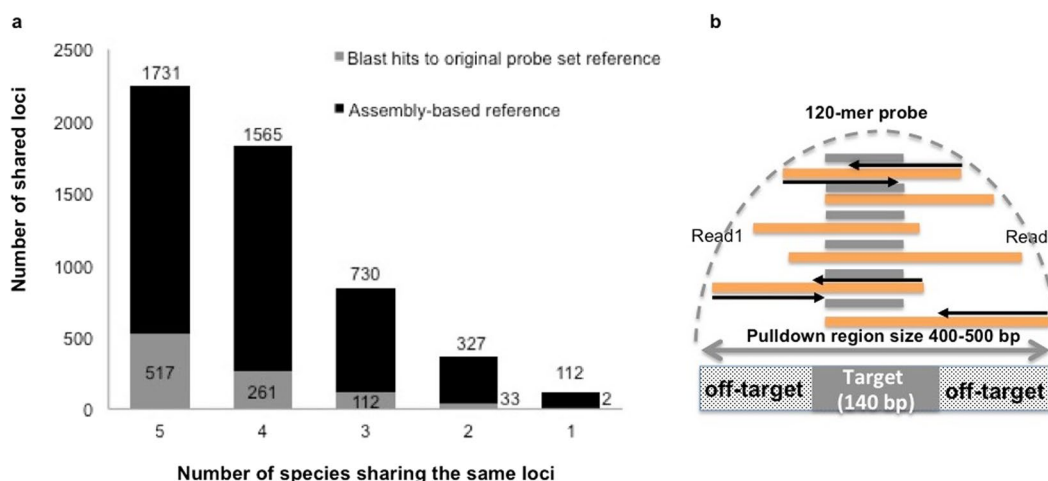 a
2500
2000
1500
1000
500
0
Number of shared loci
Blast hits to original probe set reference
Assembly-based reference
1731
1565
730
327
112
517
261
112
33
2
5 4 3 2 1
Number of species sharing the same loci
b
120-mer probe
Read1
Read
Pulldown region size 400-500 bp
off-target
Target
(140 bp)
off-target